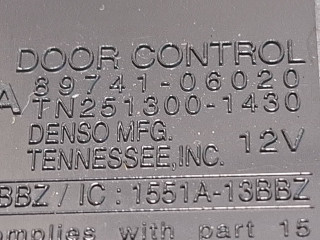 DOOR CONTROL
89741-06020
A TN251300-1430
DENSO MFG.
TENNESSEE, INC. 12V
BBZ / IC : 1551A-13BBZ
mplies with part 15